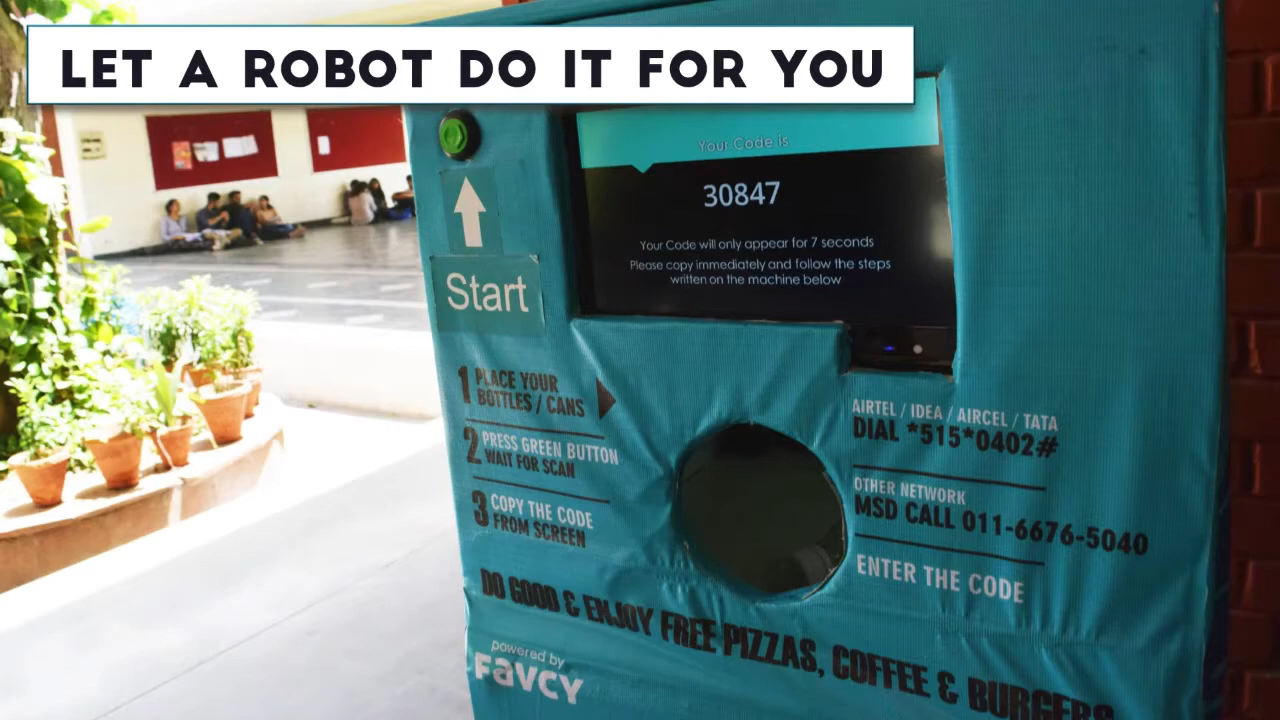 LET A ROBOT DO IT FOR YOU
Your Code is
30847
Your Code will only appear for 7 seconds
Please copy immediately and follow the steps
written on the machine below
Start
1 PLACE YOUR
BOTTLES / CANS
2 PRESS GREEN BUTTON
WAIT FOR SCAN
3 COPY THE CODE
FROM SCREEN
AIRTEL / IDEA / AIRCEL / TATA
DIAL *515*0402#
OTHER NETWORK
MSD CALL 011-6676-5040
ENTER THE CODE
DO GOOD & ENJOY FREE PIZZAS, COFFEE & BURGERS
powered by
FAVCY